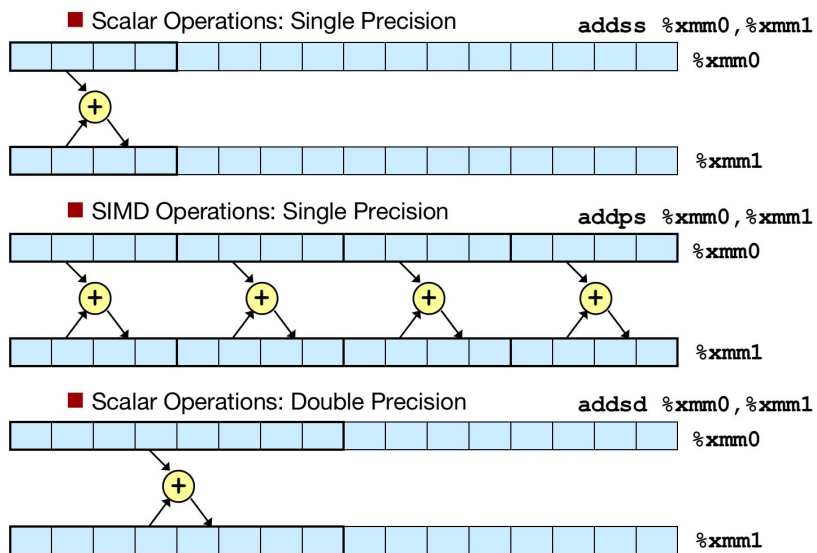 Scalar Operations: Single Precision
addss %xmm0,%xmm1
%xmm0
+
%xmm1
SIMD Operations: Single Precision
addps %xmm0,%xmm1
%xmm0
+ + + +
%xmm1
Scalar Operations: Double Precision
addsd %xmm0,%xmm1
%xmm0
+
%xmm1